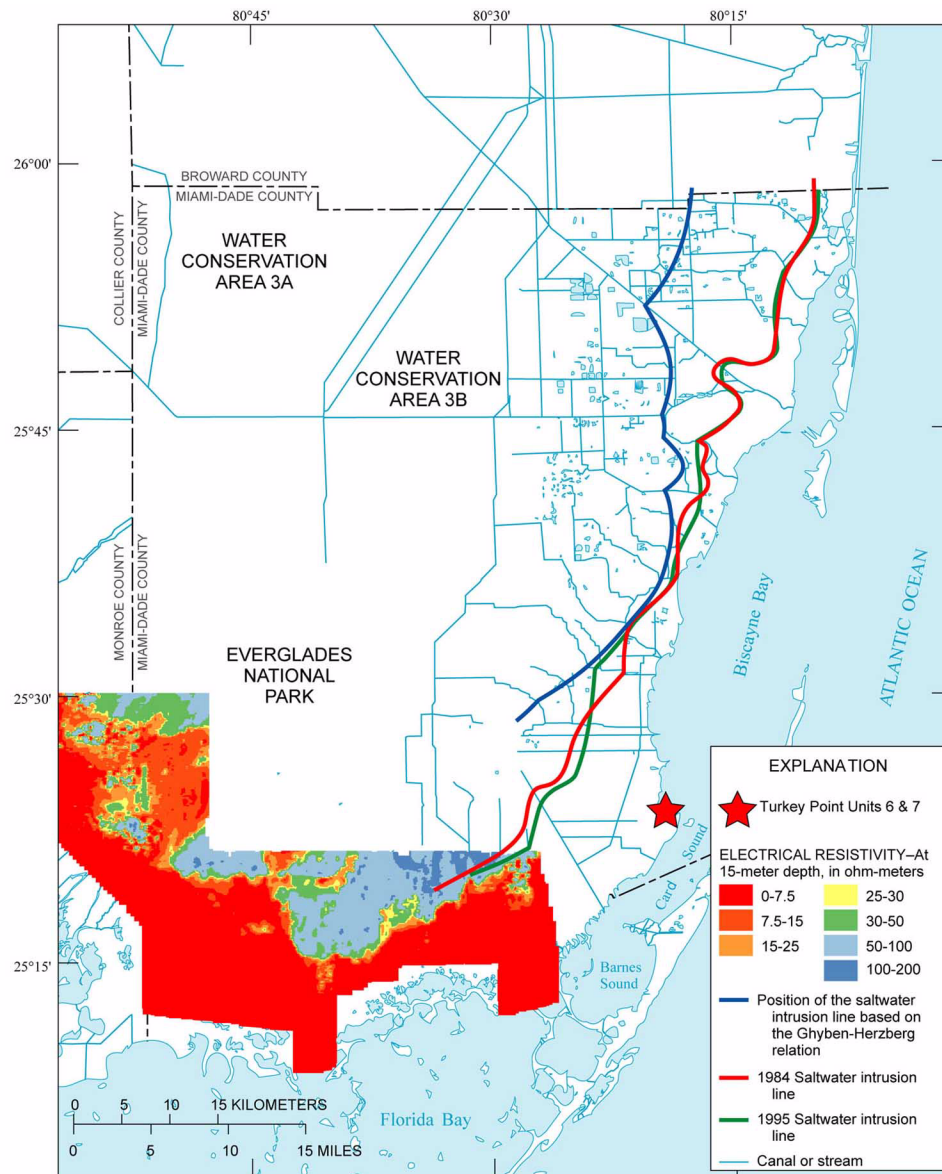 80°45'
80°30'
80°15'
26°00'
BROWARD COUNTY
MIAMI-DADE COUNTY
COLLIER COUNTY
MIAMI-DADE COUNTY
WATER
CONSERVATION
AREA 3A
WATER
CONSERVATION
AREA 3B
25°45'
MONROE COUNTY
MIAMI-DADE COUNTY
Biscayne Bay
ATLANTIC OCEAN
EVERGLADES
NATIONAL
PARK
25°30'
25°15'
Card Sound
Barnes
Sound
Florida Bay
0 5 10 15 KILOMETERS
0 5 10 15 MILES
EXPLANATION
Turkey Point Units 6 & 7
ELECTRICAL RESISTIVITY–At
15-meter depth, in ohm-meters
0-7.5
7.5-15
15-25
25-30
30-50
50-100
100-200
Position of the saltwater
intrusion line based on
the Ghyben-Herzberg
relation
1984 Saltwater intrusion
line
1995 Saltwater intrusion
line
Canal or stream